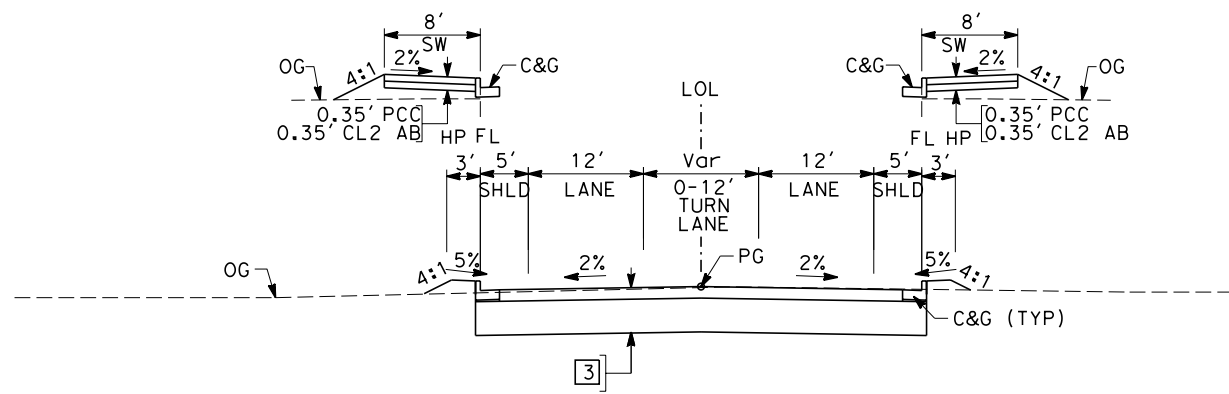 8' 8'
SW SW
OG 4:1 2% C&G LOL C&G 2% 4:1 OG
0.35' PCC 0.35' PCC
0.35' CL2 AB HP FL FL HP 0.35' CL2 AB
3' 5' 12' Var 12' 5' 3'
SHLD LANE 0-12' LANE SHLD
TURN
LANE
OG 4:1 5% 2% PG 2% 5% 4:1
C&G (TYP)
3